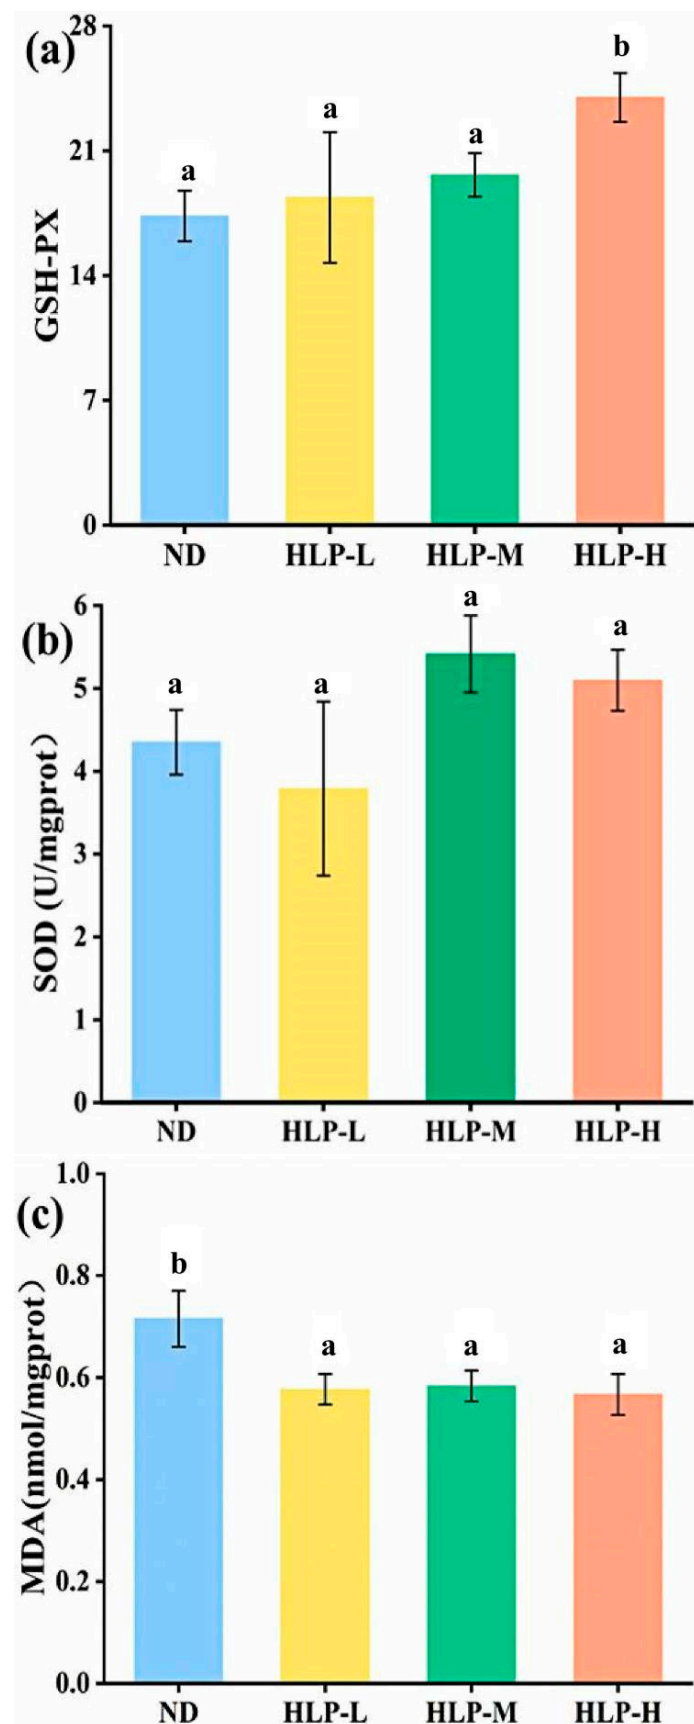 (a)
28
21
14
7
0
GSH-PX
a
a
a
b
ND HLP-L HLP-M HLP-H
(b)
6
5
4
3
2
1
0
SOD (U/mgprot）
a
a
a
a
ND HLP-L HLP-M HLP-H
(c)
1.0
0.8
0.6
0.4
0.2
0.0
MDA(nmol/mgprot）
b
a
a
a
ND HLP-L HLP-M HLP-H